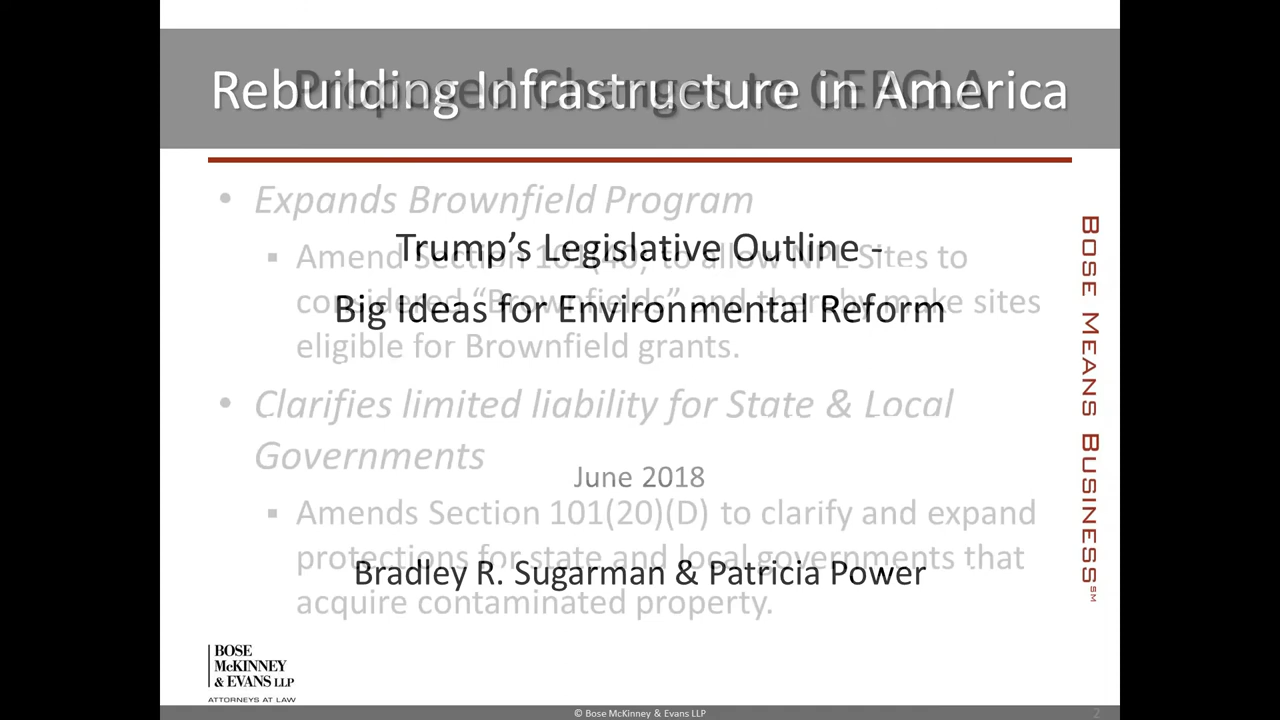 Rebuilding Infrastructure in America
Proposed Changes to CERCLA
• Expands Brownfield Program
Trump’s Legislative Outline -
▪ Amend Section 101(40) to allow NPL Sites to
considered “Brownfields” and thereby make sites
Big Ideas for Environmental Reform
eligible for Brownfield grants.
• Clarifies limited liability for State & Local
Governments
June 2018
▪ Amends Section 101(20)(D) to clarify and expand
protections for state and local governments that
Bradley R. Sugarman & Patricia Power
acquire contaminated property.
BOSE MEANS BUSINESS℠
BOSE
McKINNEY
& EVANS LLP
ATTORNEYS AT LAW
© Bose McKinney & Evans LLP
2